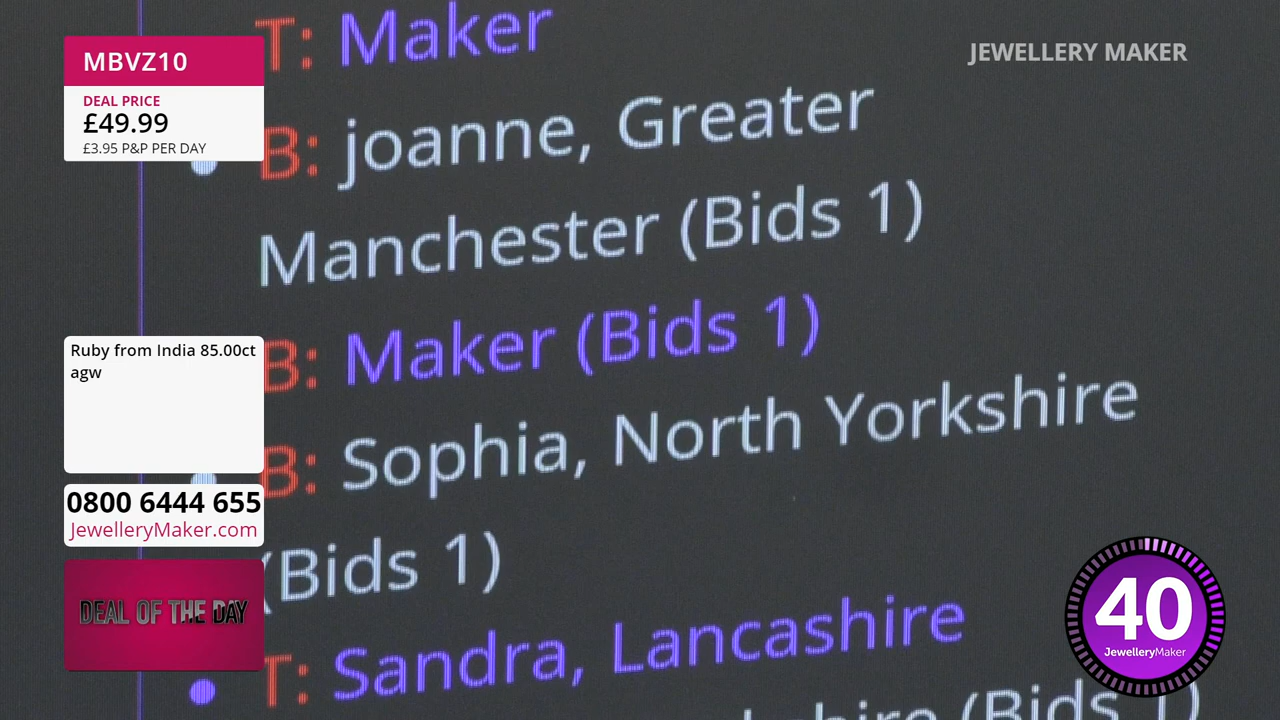 MBVZ10
DEAL PRICE
£49.99
£3.95 P&P PER DAY
JEWELLERY MAKER
T: Maker
B: joanne, Greater
Manchester (Bids 1)
B: Maker (Bids 1)
B: Sophia, North Yorkshire
(Bids 1)
T: Sandra, Lancashire
(Bids 1)
Ruby from India 85.00ct
agw
0800 6444 655
JewelleryMaker.com
DEAL OF THE DAY
40
JewelleryMaker